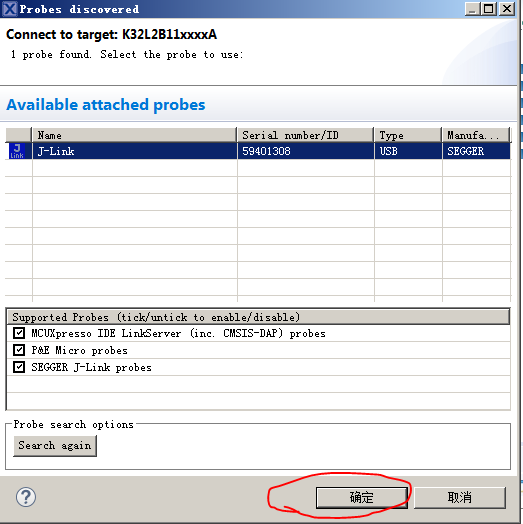 Probes discovered
Connect to target: K32L2B11xxxxA
1 probe found. Select the probe to use:
Available attached probes
Name Serial number/ID Type Manufa...
J Link J-Link 59401308 USB SEGGER
Supported Probes (tick/untick to enable/disable)
MCUXpresso IDE LinkServer (inc. CMSIS-DAP) probes
P&E Micro probes
SEGGER J-Link probes
Probe search options
Search again
? 确定 取消